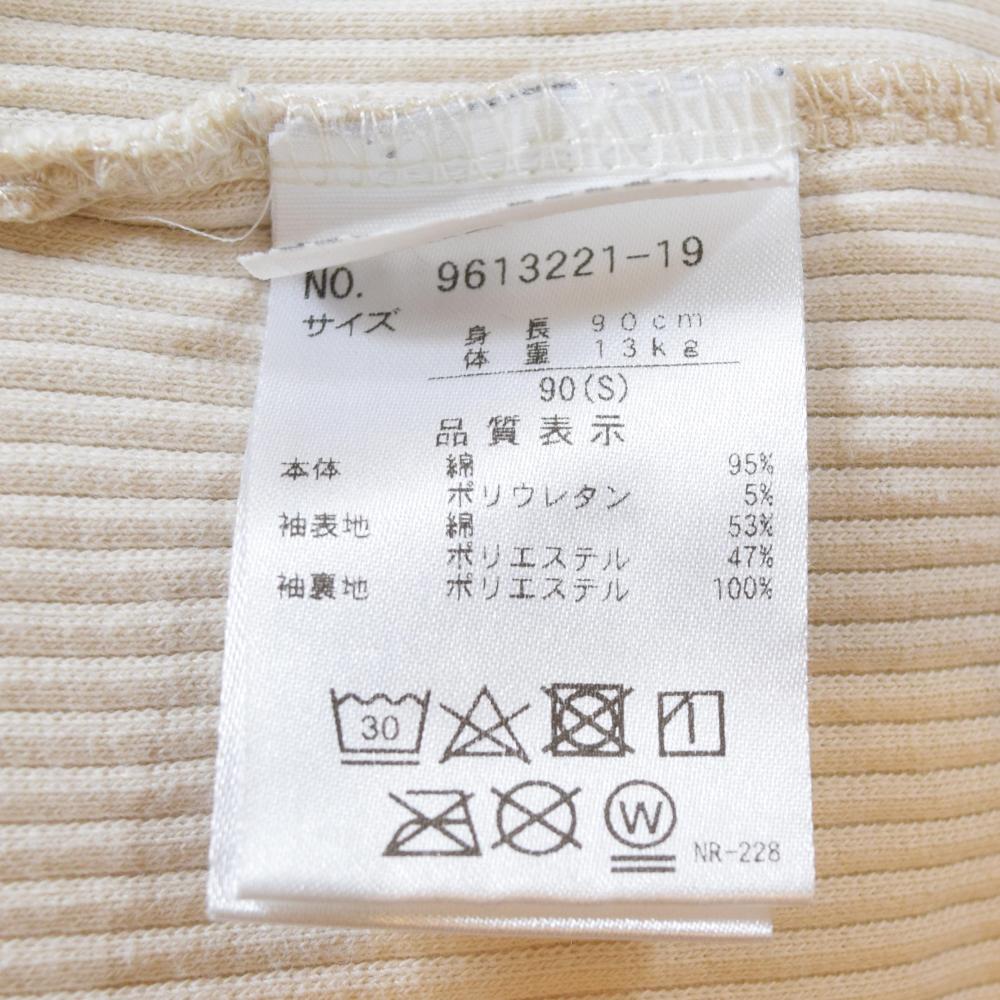 NO. 9613221-19
サイズ 身長 90cm
体重 13kg
90(S)
品質表示
本体 綿 95%
ポリウレタン 5%
袖表地 綿 53%
ポリエステル 47%
袖裏地 ポリエステル 100%
30
W NR-228